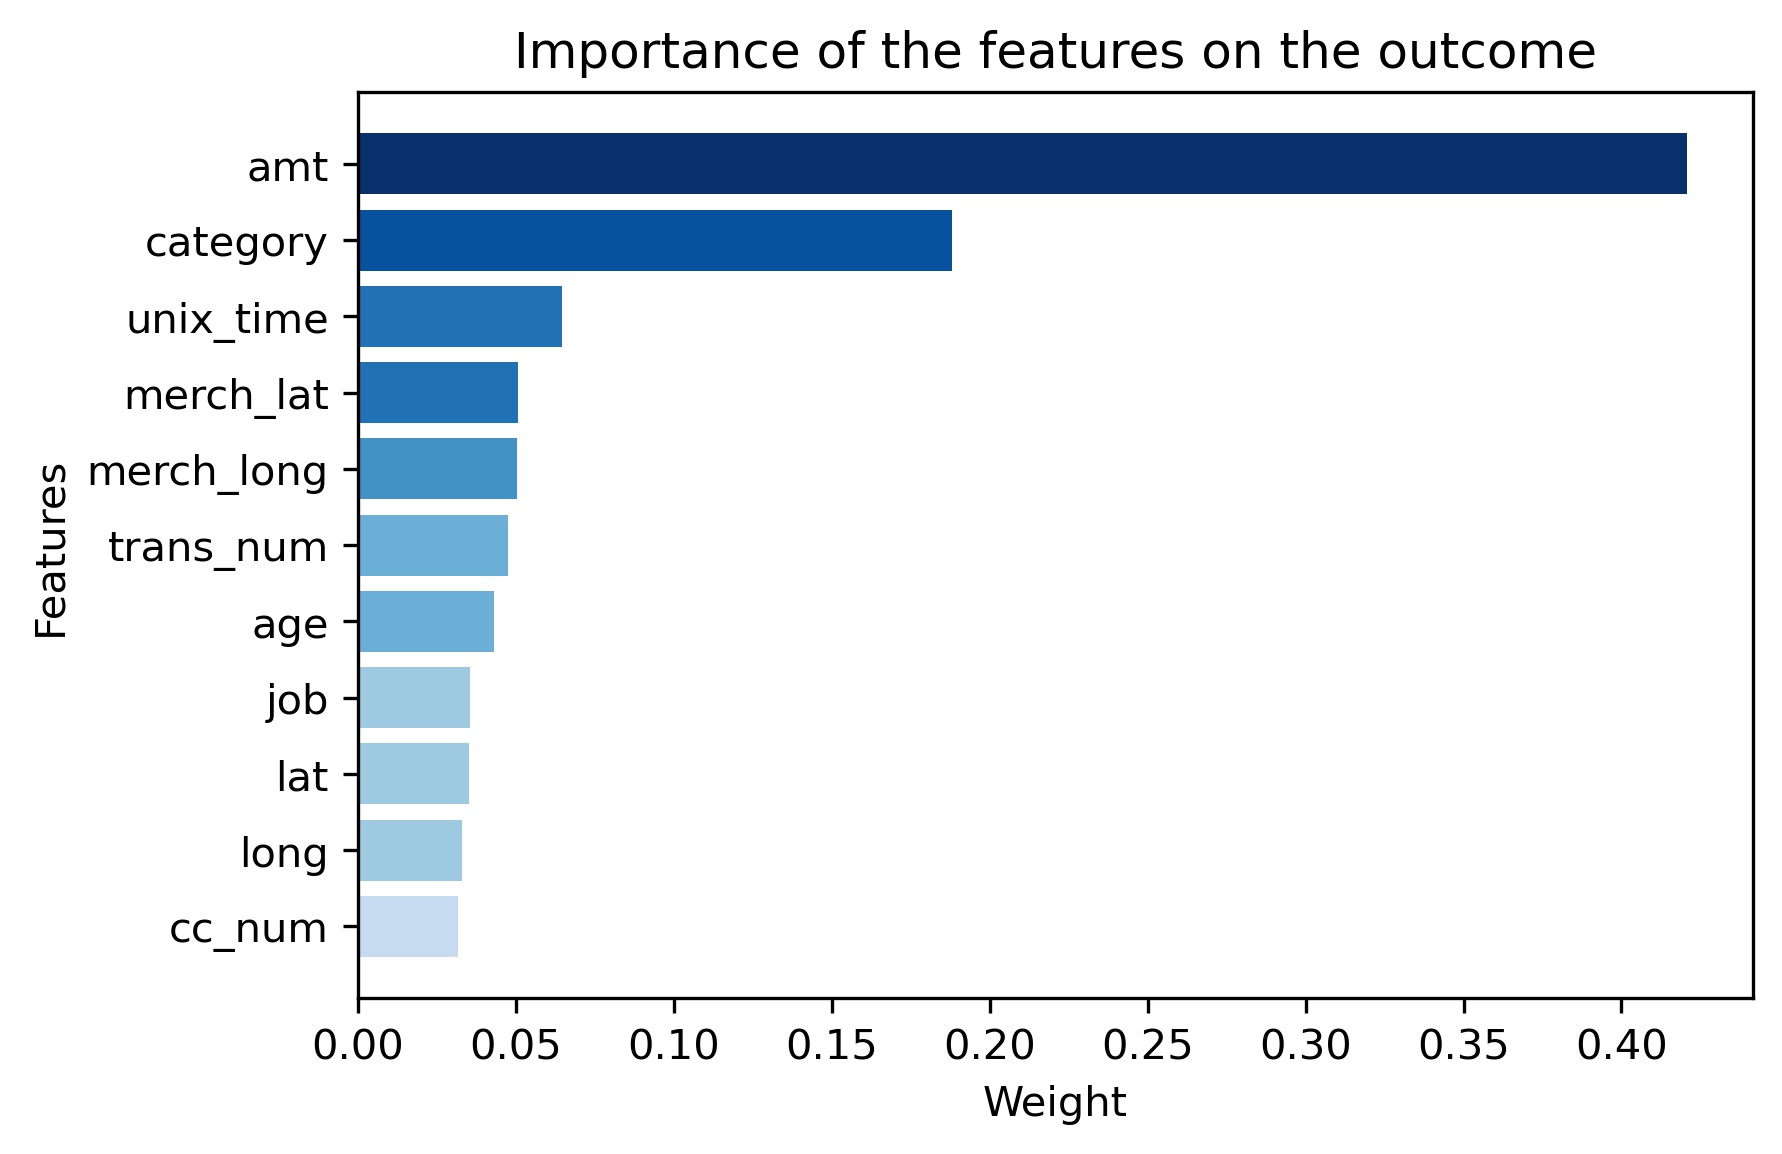 Importance of the features on the outcome
Features
amt
category
unix_time
merch_lat
merch_long
trans_num
age
job
lat
long
cc_num
0.00 0.05 0.10 0.15 0.20 0.25 0.30 0.35 0.40
Weight